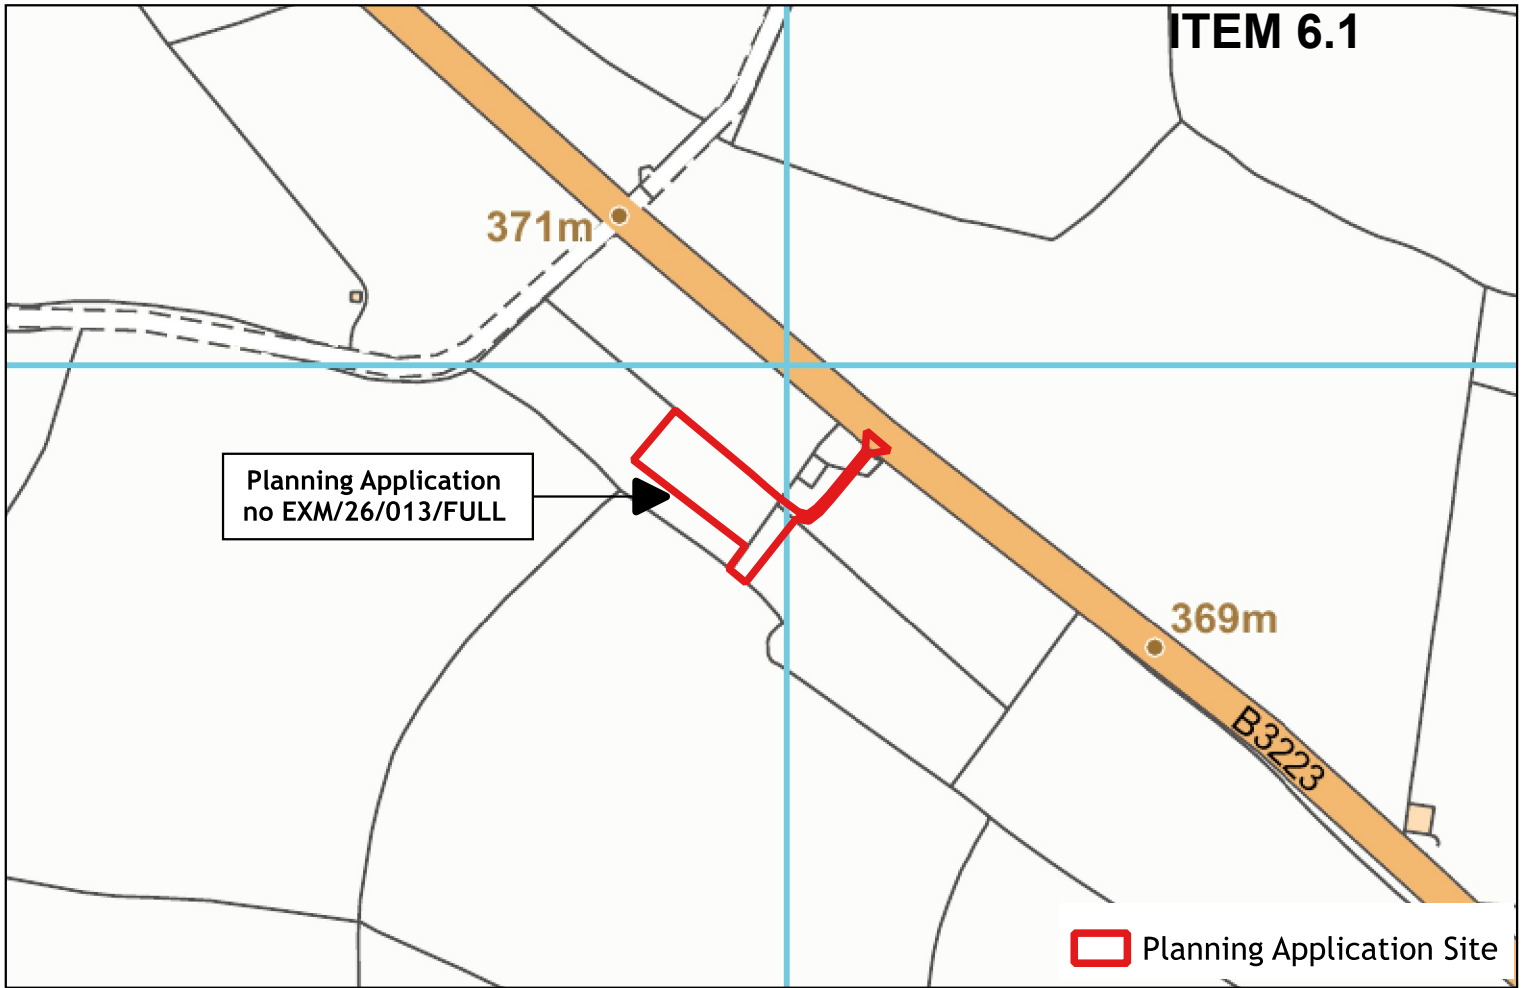 ITEM 6.1
371m
Planning Application
no EXM/26/013/FULL
369m
B3223
Planning Application Site